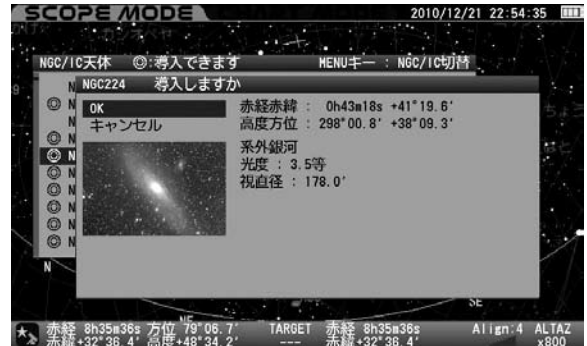 SCOPE MODE 2010/12/21 22:54:35
NGC/IC天体 ◎:導入できます MENUキー : NGC/IC切替
NGC224 導入しますか
OK
キャンセル
赤経赤緯 : 0h43m18s +41°19.6'
高度方位 : 298°00.8' +38°09.3'
系外銀河
光度 : 3.5等
視直径 : 178.0'
N
◎ N
N
◎ N
◎ N
◎ N
◎ N
◎ N
◎ N
N
SE
赤経 8h35m36s 方位 79°06.7' TARGET 赤経 8h35m36s Align:4 ALTAZ
赤緯+32°36.4' 高度+48°34.2' --- 赤緯+32°36.4' x800